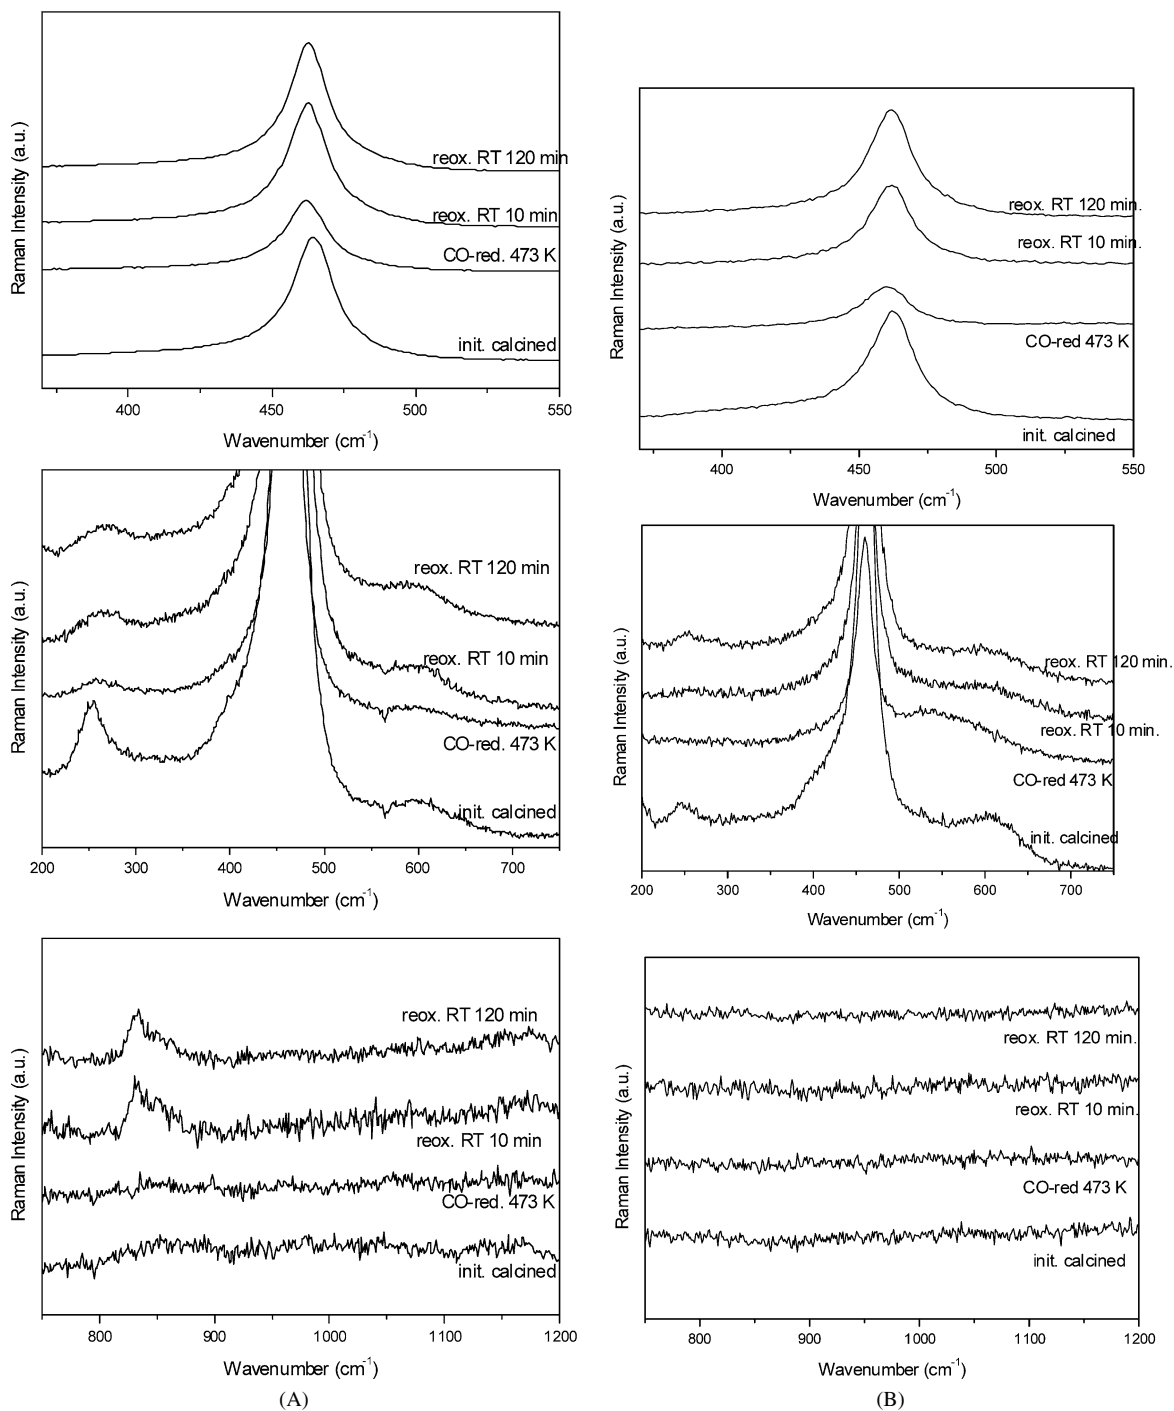 Raman Intensity (a.u.)
reox. RT 120 min
reox. RT 10 min
CO-red. 473 K
init. calcined
400 450 500 550
Wavenumber (cm-1)
Raman Intensity (a.u.)
reox. RT 120 min
reox. RT 10 min
CO-red. 473 K
init. calcined
200 300 400 500 600 700
Wavenumber (cm-1)
Raman Intensity (a.u.)
reox. RT 120 min
reox. RT 10 min
CO-red. 473 K
init. calcined
800 900 1000 1100 1200
Wavenumber (cm-1)
(A)
Raman Intensity (a.u.)
reox. RT 120 min.
reox. RT 10 min.
CO-red 473 K
init. calcined
400 450 500 550
Wavenumber (cm-1)
Raman Intensity (a.u.)
reox. RT 120 min.
reox. RT 10 min.
CO-red 473 K
init. calcined
200 300 400 500 600 700
Wavenumber (cm-1)
Raman Intensity (a.u.)
reox. RT 120 min.
reox. RT 10 min.
CO-red 473 K
init. calcined
800 900 1000 1100 1200
Wavenumber (cm-1)
(B)